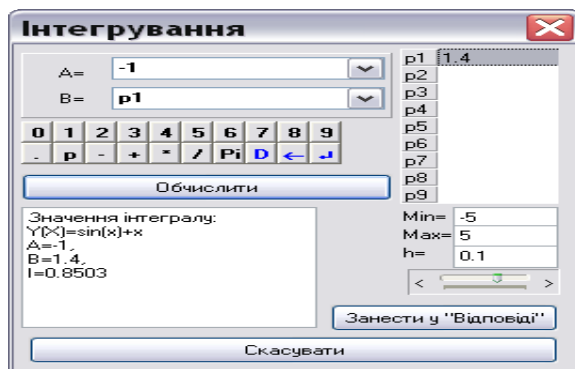 Інтегрування
A= -1
B= p1
0 1 2 3 4 5 6 7 8 9
. p - + * / Pi D ← ↲
Обчислити
Значення інтегралу:
Y(X)=sin(x)+x
A=-1,
B=1.4,
I=0.8503
p1 1.4
p2
p3
p4
p5
p6
p7
p8
p9
Min= -5
Max= 5
h= 0.1
< >
Занести у "Відповіді"
Скасувати